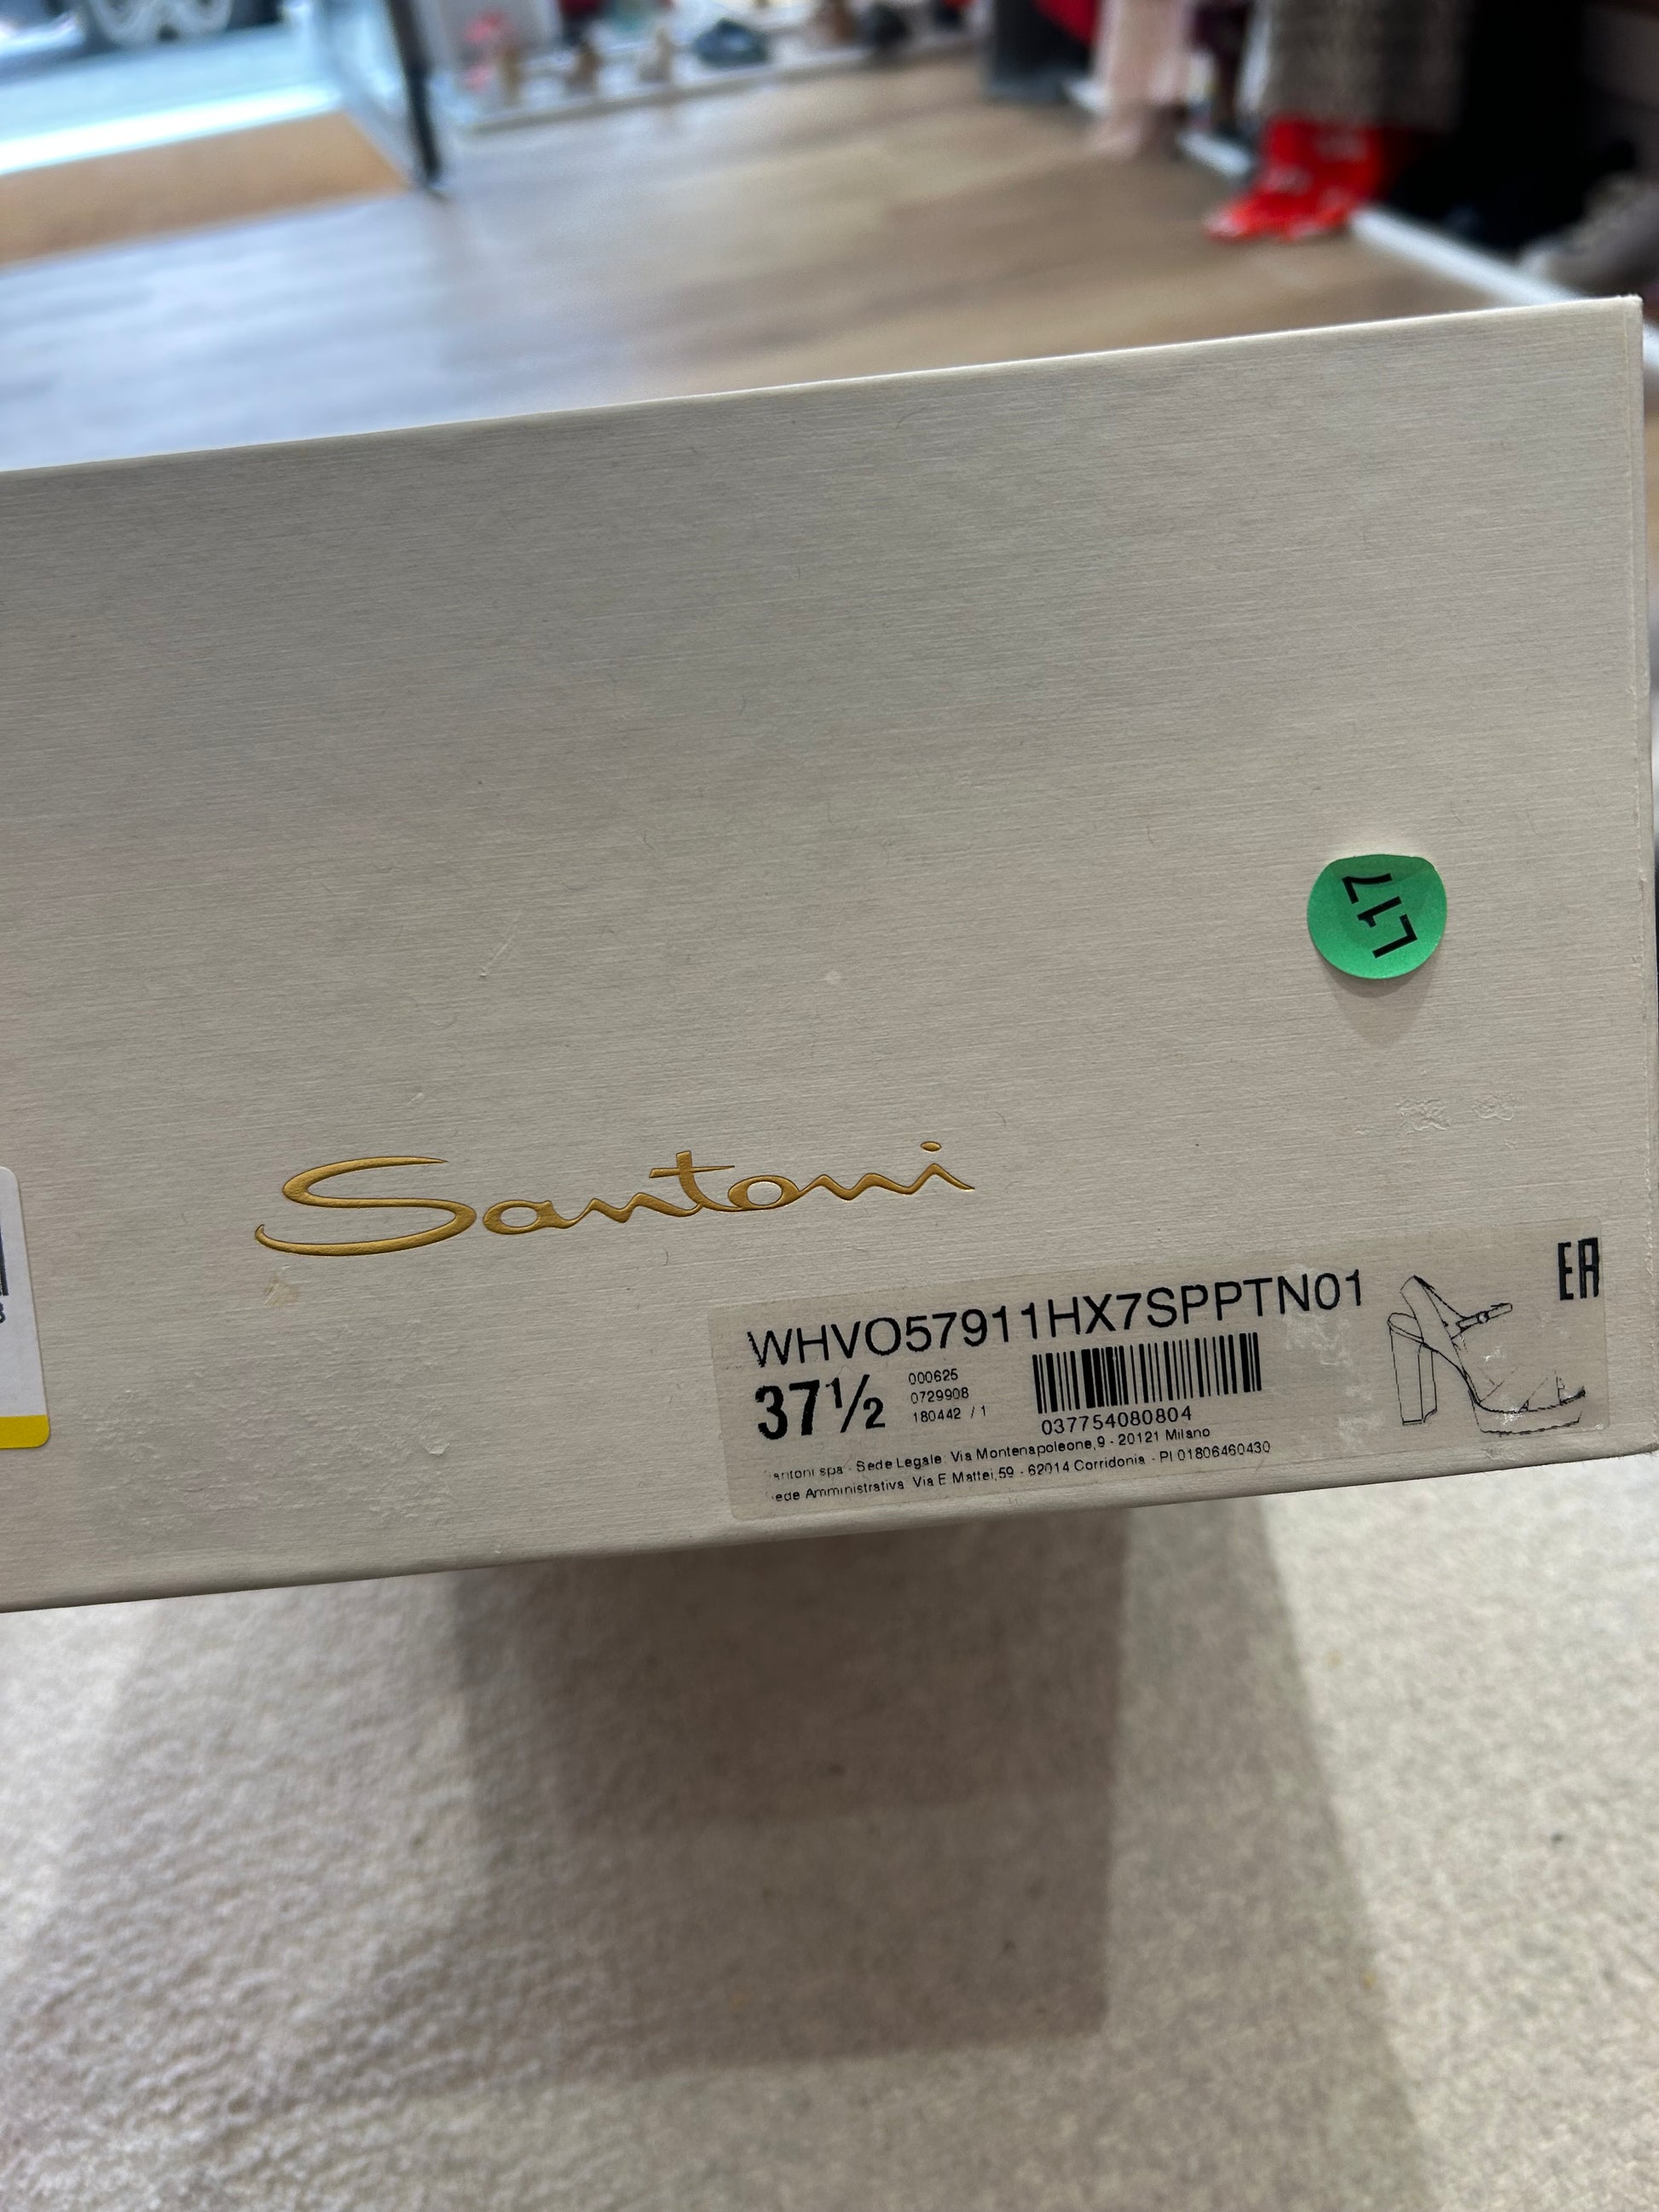 L17
Santoni
WHVO57911HX7SPPTN01
37½
000625
0729908
180442 / 1
037754080804
antoni spa - Sede Legale: Via Montenapoleone,9 - 20121 Milano
ede Amministrativa Via E Mattei,59 - 62014 Corridonia - PI 01806460430